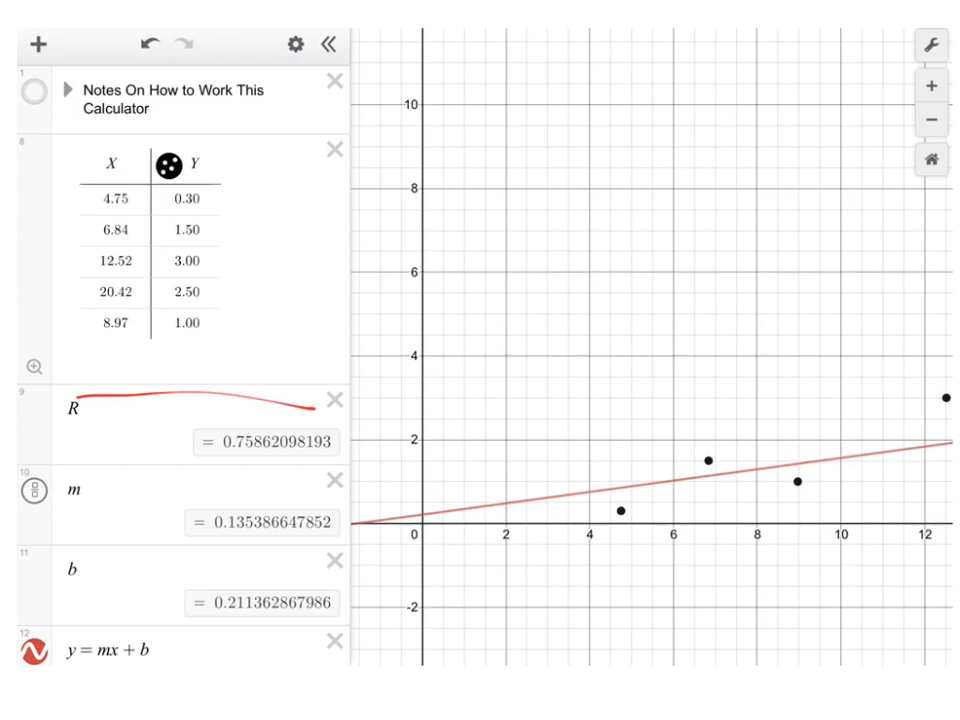 1
Notes On How to Work This
Calculator
8
X Y
4.75 0.30
6.84 1.50
12.52 3.00
20.42 2.50
8.97 1.00
9
R
= 0.75862098193
10
m
= 0.135386647852
11
b
= 0.211362867986
12
y = mx + b
10
8
6
4
2
0 2 4 6 8 10 12
-2